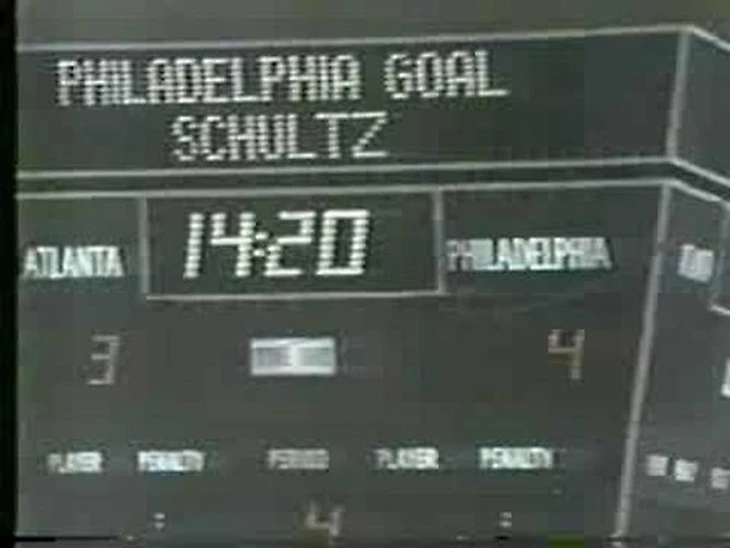 PHILADELPHIA GOAL
SCHULTZ
14:20
ATLANTA PHILADELPHIA
3 4
PLAYER PENALTY PERIOD PLAYER PENALTY
: 4 :